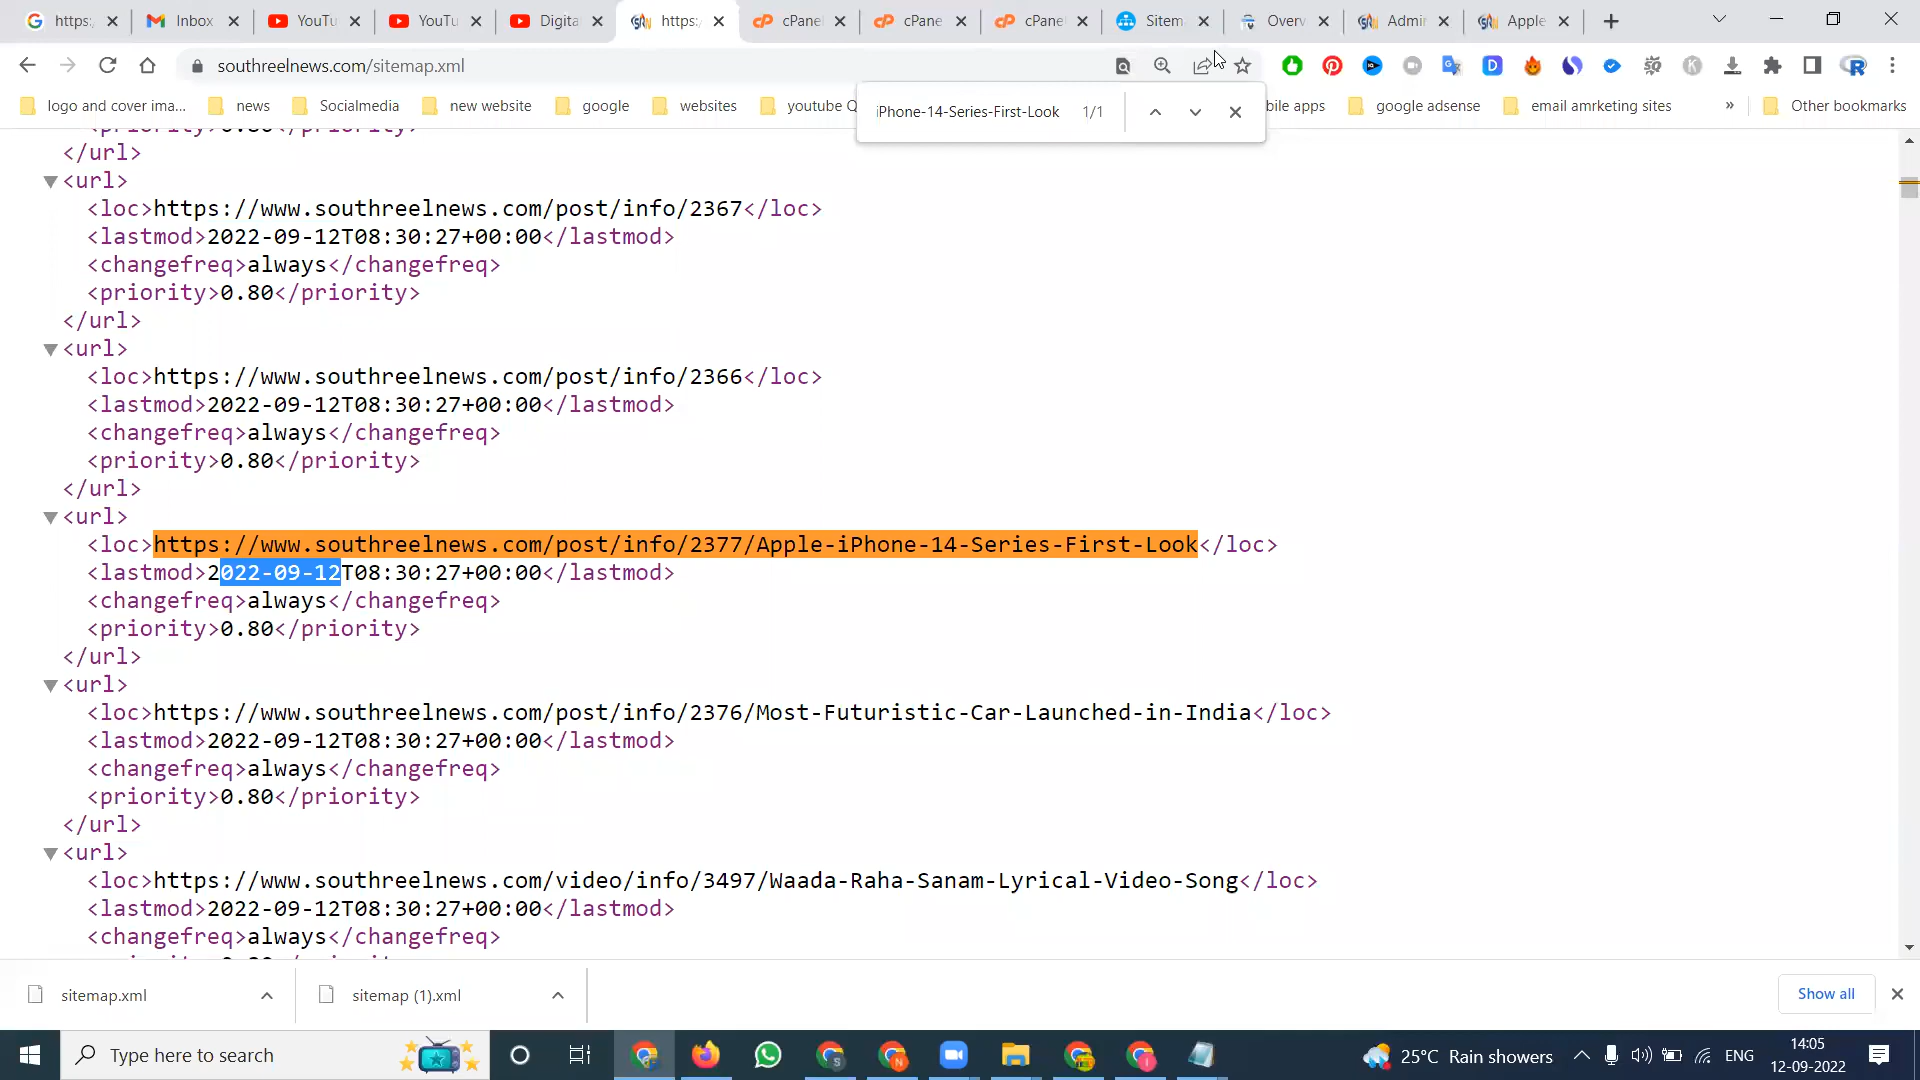 https:
Inbox
YouTu
YouTu
Digita
https:
cPanel
cPane
cPanel
Sitem
Overv
Admin
Apple
southreelnews.com/sitemap.xml
logo and cover ima...
news
Socialmedia
new website
google
websites
youtube Q
bile apps
google adsense
email amrketing sites
»
Other bookmarks
iPhone-14-Series-First-Look 1/1
<priority>0.80</priority>
</url>
<url>
<loc>https://www.southreelnews.com/post/info/2367</loc>
<lastmod>2022-09-12T08:30:27+00:00</lastmod>
<changefreq>always</changefreq>
<priority>0.80</priority>
</url>
<url>
<loc>https://www.southreelnews.com/post/info/2366</loc>
<lastmod>2022-09-12T08:30:27+00:00</lastmod>
<changefreq>always</changefreq>
<priority>0.80</priority>
</url>
<url>
<loc>https://www.southreelnews.com/post/info/2377/Apple-iPhone-14-Series-First-Look</loc>
<lastmod>2022-09-12T08:30:27+00:00</lastmod>
<changefreq>always</changefreq>
<priority>0.80</priority>
</url>
<url>
<loc>https://www.southreelnews.com/post/info/2376/Most-Futuristic-Car-Launched-in-India</loc>
<lastmod>2022-09-12T08:30:27+00:00</lastmod>
<changefreq>always</changefreq>
<priority>0.80</priority>
</url>
<url>
<loc>https://www.southreelnews.com/video/info/3497/Waada-Raha-Sanam-Lyrical-Video-Song</loc>
<lastmod>2022-09-12T08:30:27+00:00</lastmod>
<changefreq>always</changefreq>
sitemap.xml
sitemap (1).xml
Show all
Type here to search
25°C Rain showers
ENG
14:05
12-09-2022